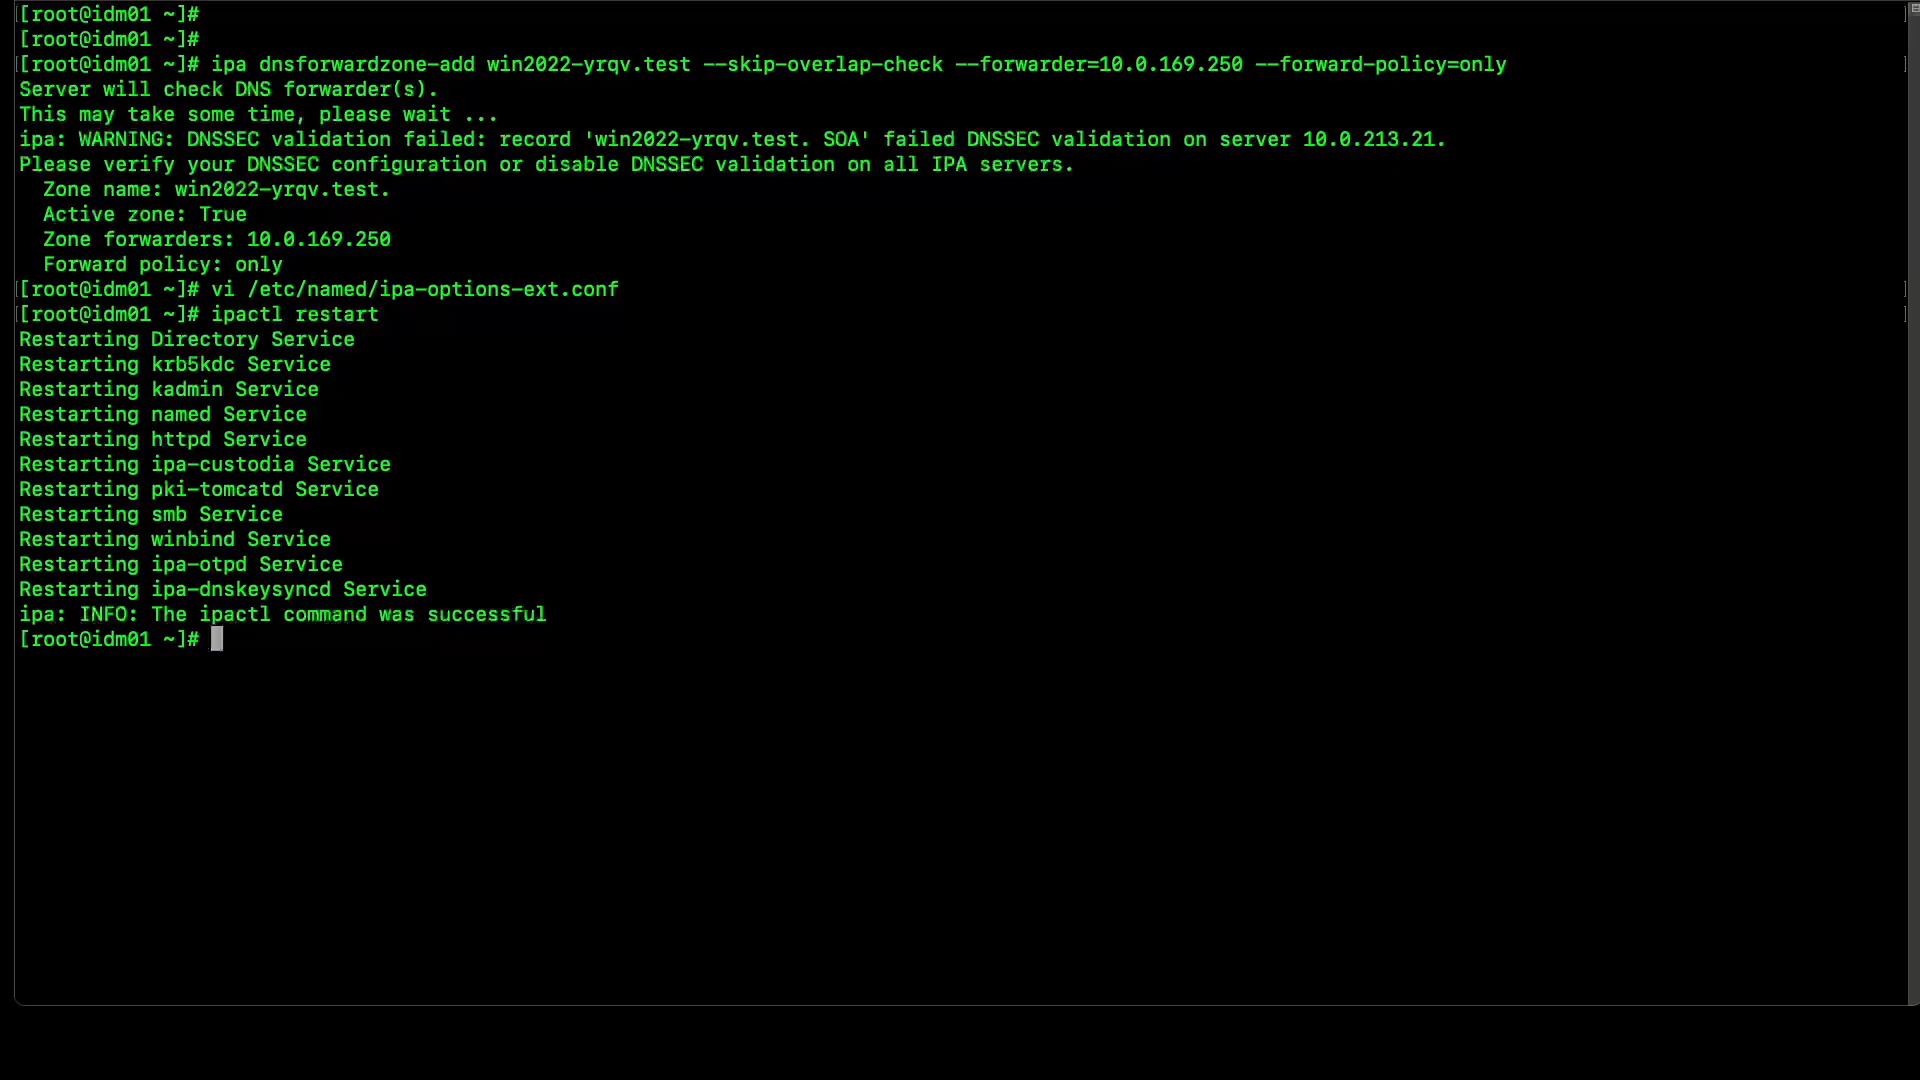 [root@idm01 ~]#
[root@idm01 ~]#
[root@idm01 ~]# ipa dnsforwardzone-add win2022-yrqv.test --skip-overlap-check --forwarder=10.0.169.250 --forward-policy=only
Server will check DNS forwarder(s).
This may take some time, please wait ...
ipa: WARNING: DNSSEC validation failed: record 'win2022-yrqv.test. SOA' failed DNSSEC validation on server 10.0.213.21.
Please verify your DNSSEC configuration or disable DNSSEC validation on all IPA servers.
  Zone name: win2022-yrqv.test.
  Active zone: True
  Zone forwarders: 10.0.169.250
  Forward policy: only
[root@idm01 ~]# vi /etc/named/ipa-options-ext.conf
[root@idm01 ~]# ipactl restart
Restarting Directory Service
Restarting krb5kdc Service
Restarting kadmin Service
Restarting named Service
Restarting httpd Service
Restarting ipa-custodia Service
Restarting pki-tomcatd Service
Restarting smb Service
Restarting winbind Service
Restarting ipa-otpd Service
Restarting ipa-dnskeysyncd Service
ipa: INFO: The ipactl command was successful
[root@idm01 ~]#